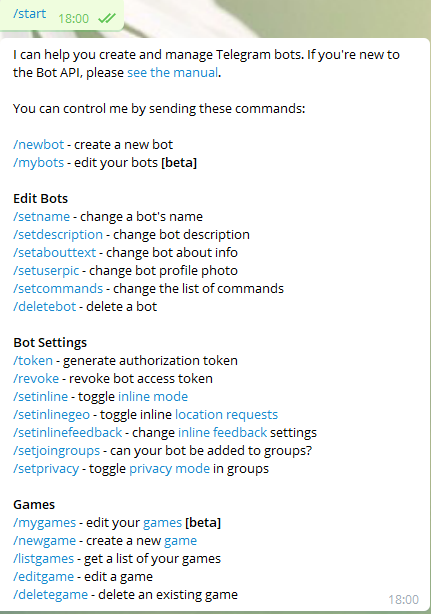 /start
18:00
I can help you create and manage Telegram bots. If you're new to
the Bot API, please see the manual.
You can control me by sending these commands:
/newbot - create a new bot
/mybots - edit your bots [beta]
Edit Bots
/setname - change a bot's name
/setdescription - change bot description
/setabouttext - change bot about info
/setuserpic - change bot profile photo
/setcommands - change the list of commands
/deletebot - delete a bot
Bot Settings
/token - generate authorization token
/revoke - revoke bot access token
/setinline - toggle inline mode
/setinlinegeo - toggle inline location requests
/setinlinefeedback - change inline feedback settings
/setjoingroups - can your bot be added to groups?
/setprivacy - toggle privacy mode in groups
Games
/mygames - edit your games [beta]
/newgame - create a new game
/listgames - get a list of your games
/editgame - edit a game
/deletegame - delete an existing game
18:00